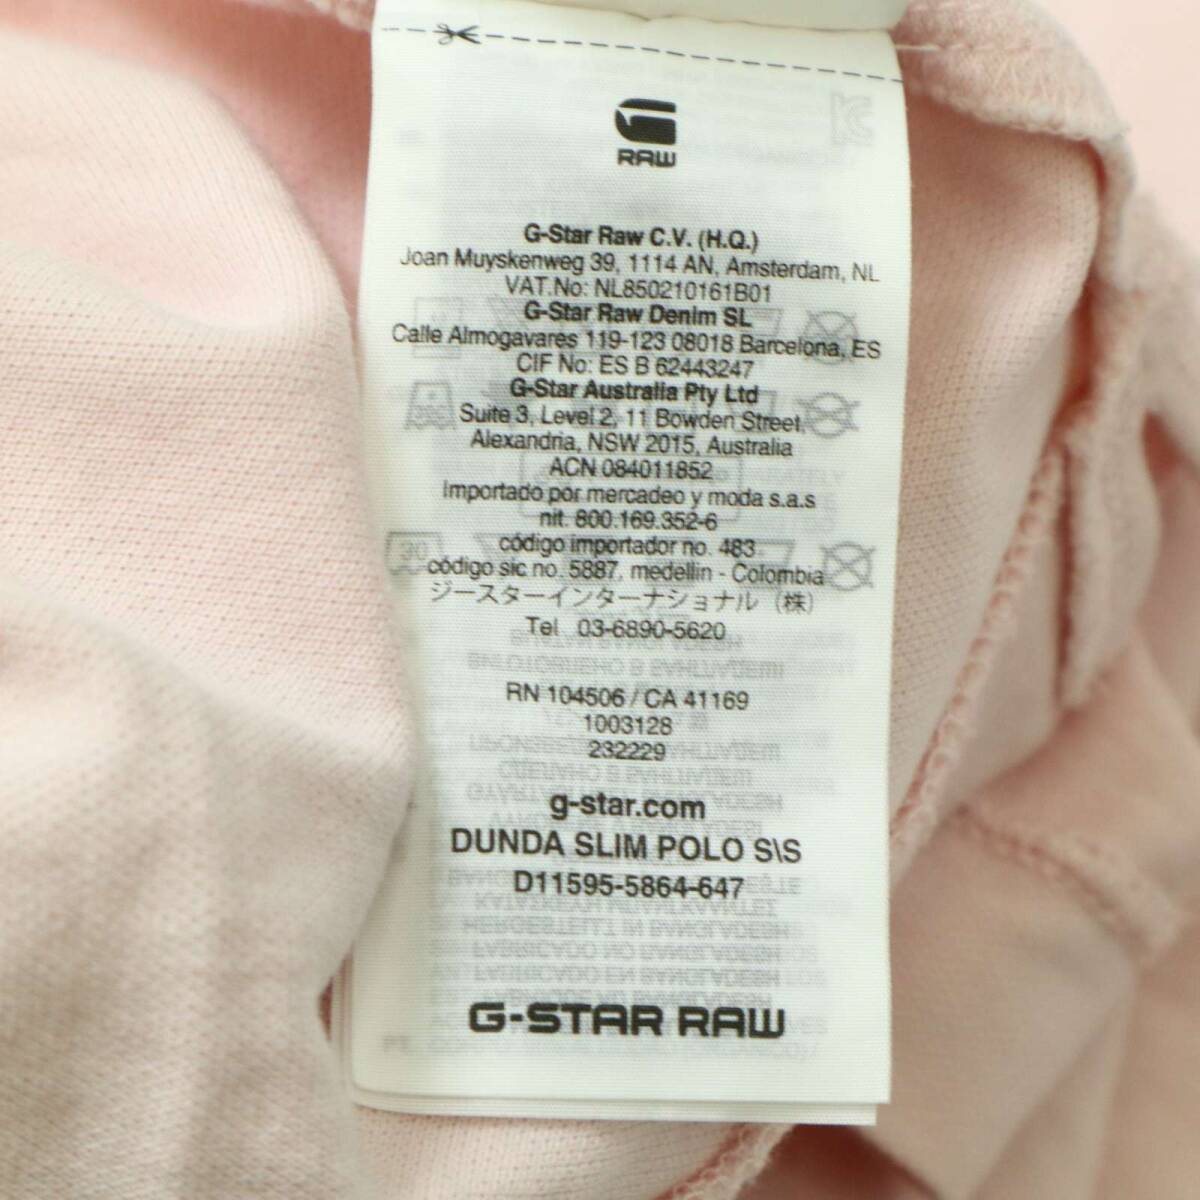 RAW
G-Star Raw C.V. (H.Q.)
Joan Muyskenweg 39, 1114 AN, Amsterdam, NL
VAT.No: NL850210161B01
G-Star Raw Denim SL
Calle Almogavares 119-123 08018 Barcelona, ES
CIF No: ES B 62443247
G-Star Australia Pty Ltd
Suite 3, Level 2, 11 Bowden Street,
Alexandria, NSW 2015, Australia
ACN 084011852
Importado por mercadeo y moda s.a.s
nit. 800.169.352-6
código importador no. 483
código sic no. 5887, medellin - Colombia
ジースターインターナショナル（株）
Tel 03-6890-5620
RN 104506 / CA 41169
1003128
232229
g-star.com
DUNDA SLIM POLO S\S
D11595-5864-647
G-STAR RAW